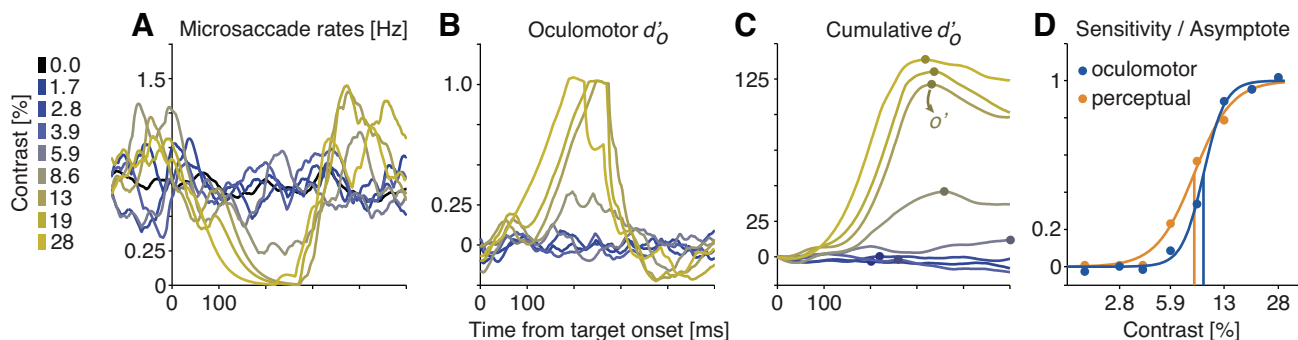 A Microsaccade rates [Hz]
B Oculomotor d'o
C Cumulative d'o
D Sensitivity / Asymptote
Contrast [%]
0.0
1.7
2.8
3.9
5.9
8.6
13
19
28
1.5
0.25
0
0 100
1.0
0.25
0
0 100
125
25
0
0 100
o'
1
0.2
0
oculomotor
perceptual
2.8 5.9 13 28
Time from target onset [ms]
Contrast [%]